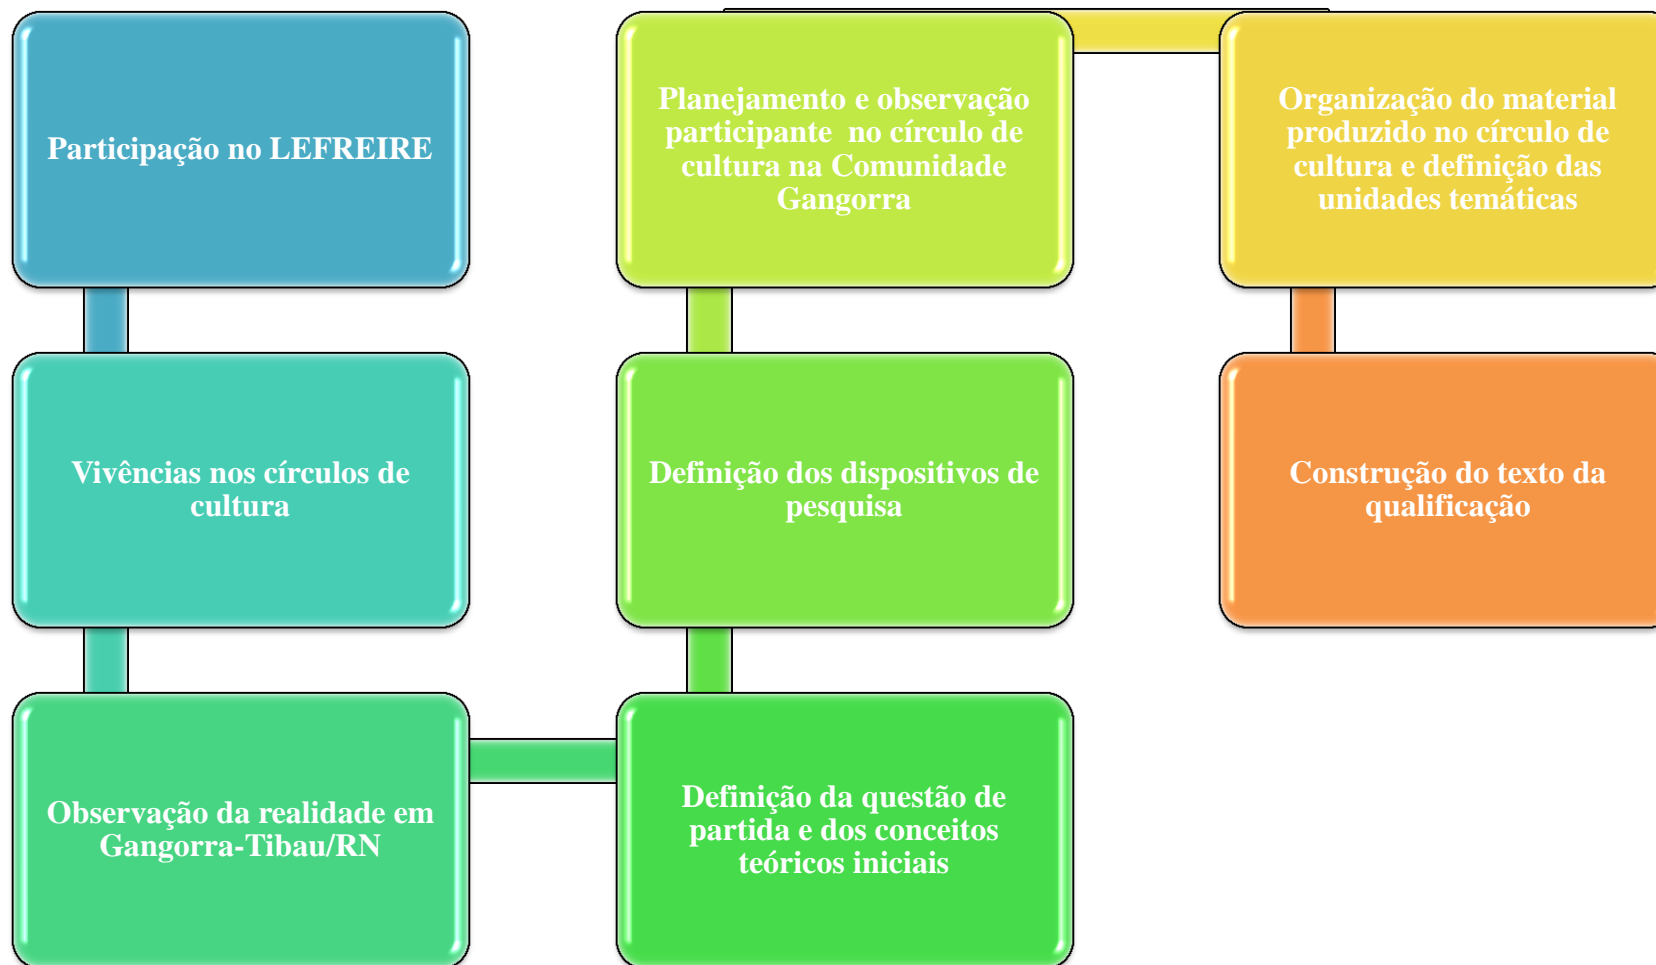 Participação no LEFREIRE
Vivências nos círculos de
cultura
Observação da realidade em
Gangorra-Tibau/RN
Definição da questão de
partida e dos conceitos
teóricos iniciais
Definição dos dispositivos de
pesquisa
Planejamento e observação
participante  no círculo de
cultura na Comunidade
Gangorra
Organização do material
produzido no círculo de
cultura e definição das
unidades temáticas
Construção do texto da
qualificação